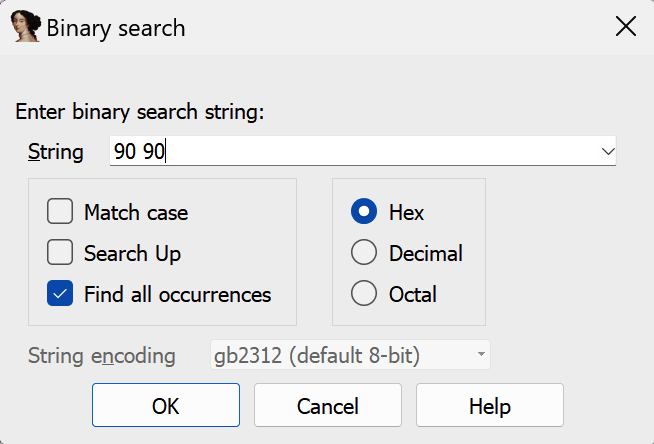 Binary search
Enter binary search string:
String 90 90
Match case
Search Up
Find all occurrences
Hex
Decimal
Octal
String encoding gb2312 (default 8-bit)
OK Cancel Help